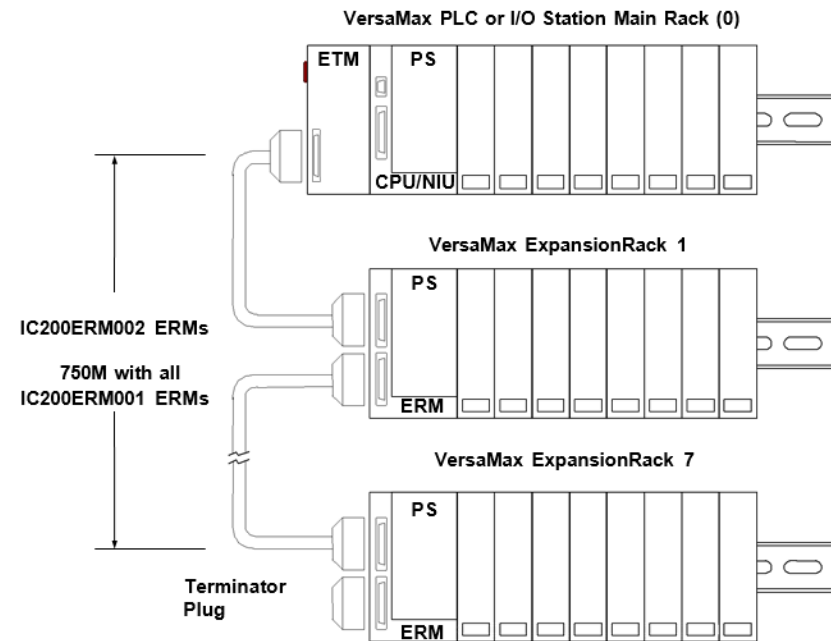 VersaMax PLC or I/O Station Main Rack (0)
ETM
PS
CPU/NIU
VersaMax ExpansionRack 1
PS
IC200ERM002 ERMs
750M with all
IC200ERM001 ERMs
ERM
VersaMax ExpansionRack 7
PS
Terminator
Plug
ERM